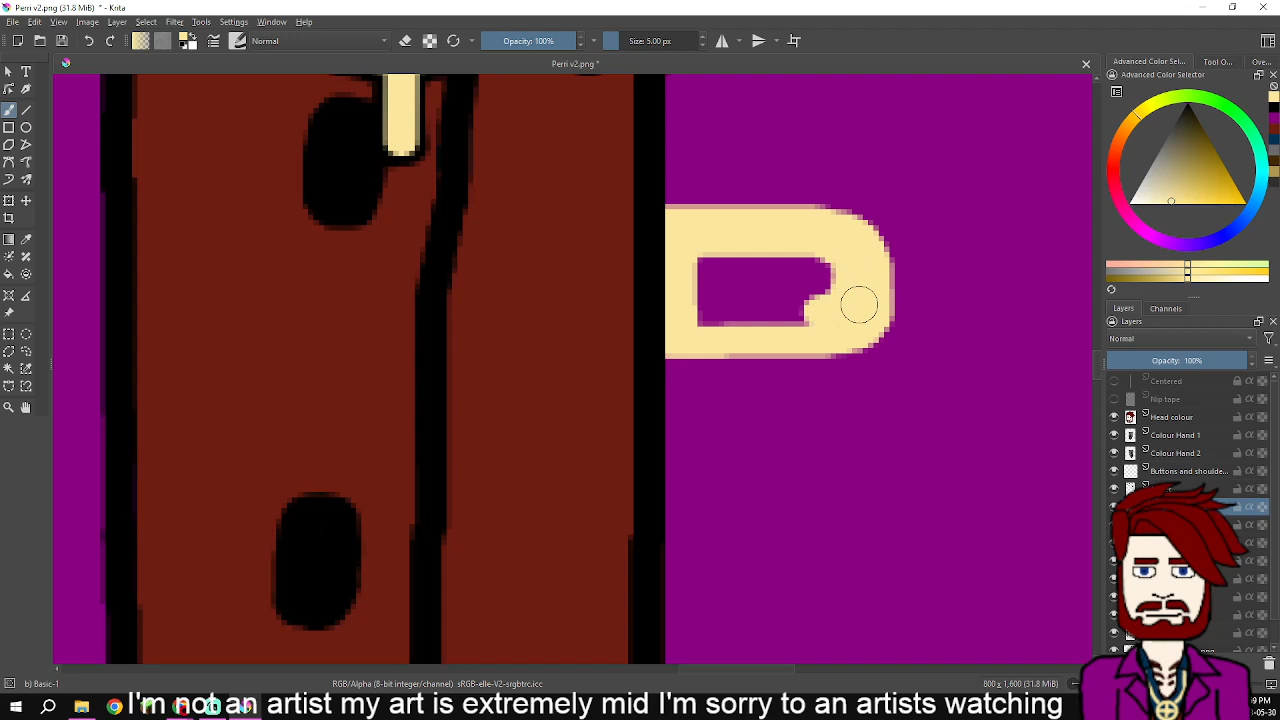 Perri v2.png (31.8 MiB) * - Krita
File Edit View Image Layer Select Filter Tools Settings Window Help
Normal Opacity: 100% Size: 5.00 px
Perri v2.png *
Advanced Color Sel... Tool O... Ove...
Advanced Color Selector
Layers Channels
Layers
Normal
Opacity: 100%
Centered
Nip tape
Head colour
Colour Hand 1
Colour Hand 2
Buttons and shoulde...
b) Basic-1 RGB/Alpha (8-bit integer/channel) sRGB-elle-V2-srgbtrc.icc 800 x 1,600 (31.8 MiB)
I'm not an artist my art is extremely mid I'm sorry to an artists watching